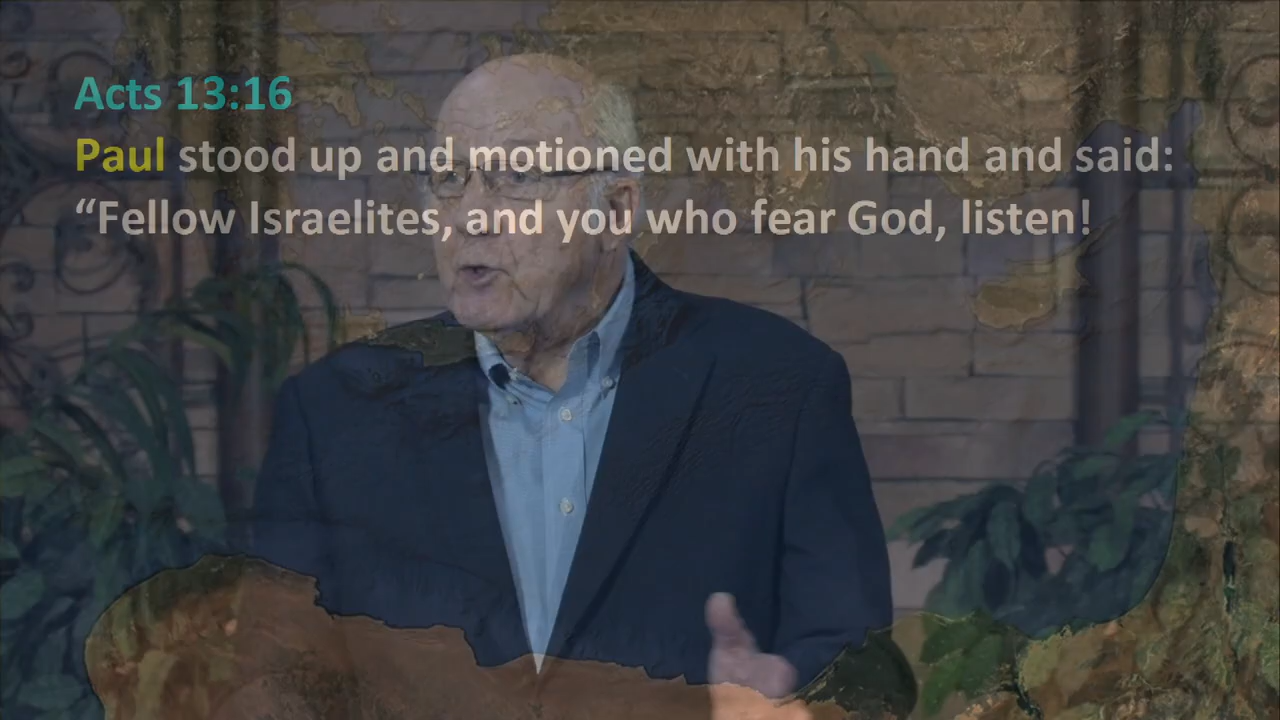 Acts 13:16
Paul stood up and motioned with his hand and said:
“Fellow Israelites, and you who fear God, listen!